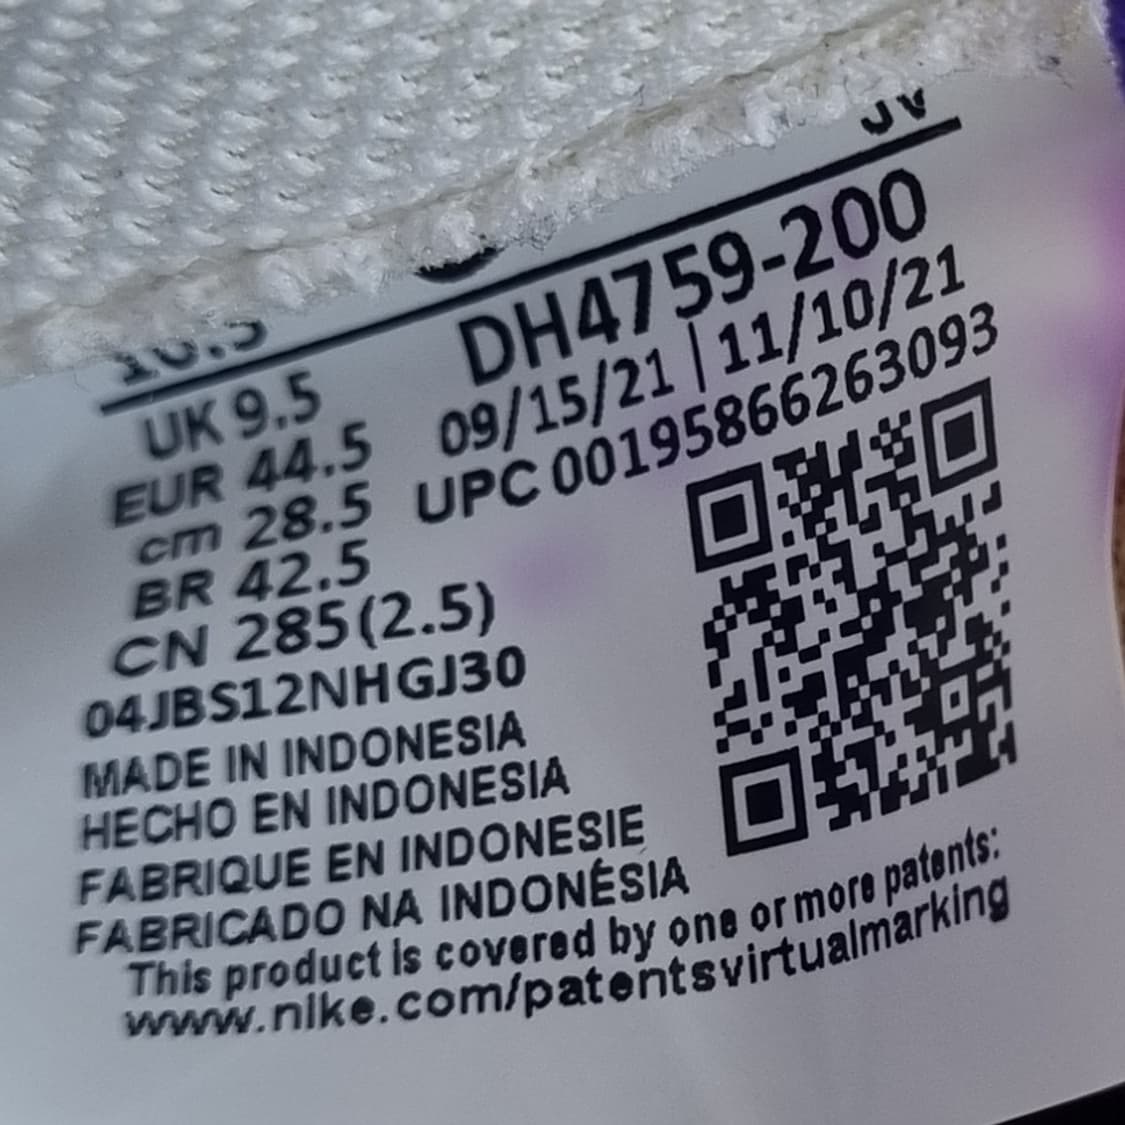 10.5
UK 9.5
EUR 44.5
cm 28.5
BR 42.5
CN 285(2.5)
DH4759-200
09/15/21 | 11/10/21
UPC 00195866263093
04JBS12NHGJ30
MADE IN INDONESIA
HECHO EN INDONESIA
FABRIQUE EN INDONESIE
FABRICADO NA INDONÉSIA
This product is covered by one or more patents:
www.nike.com/patentsvirtualmarking